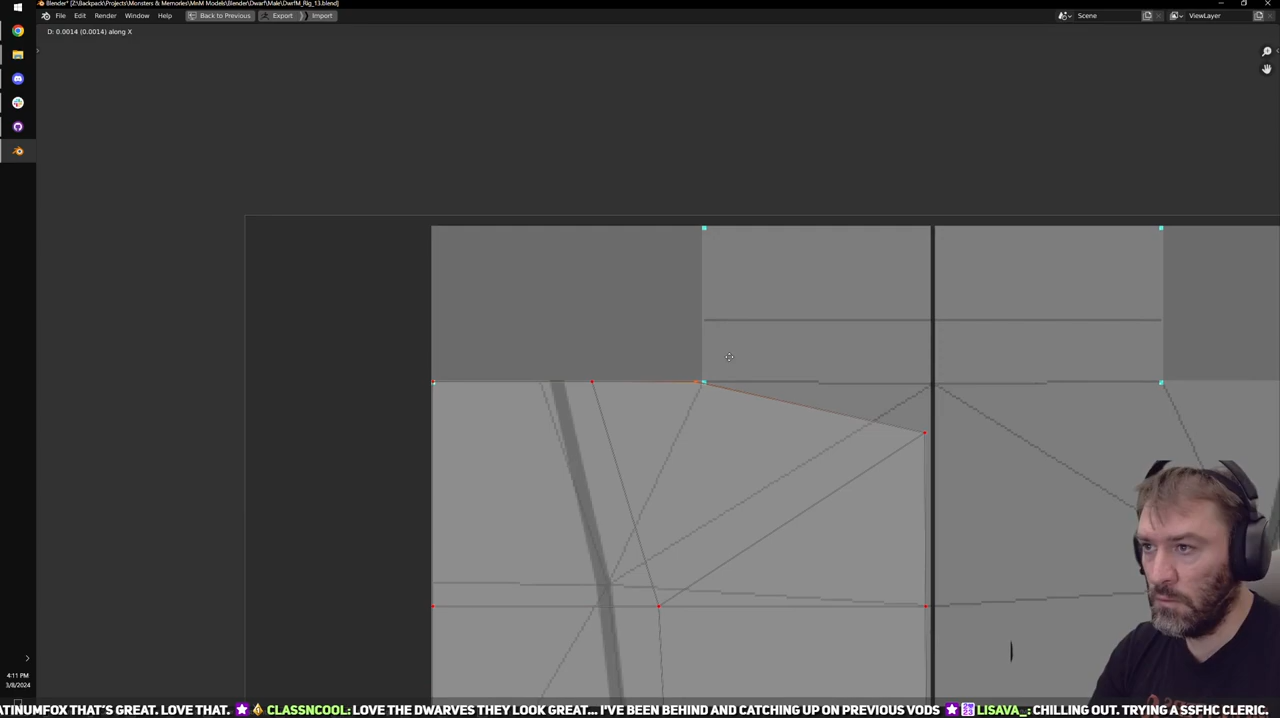 Blender* [Z:\Backpack\Projects\Monsters & Memories\MnM Models\Blender\Dwarf\Male\DwrfM_Rig_13.blend]
File Edit Render Window Help Back to Previous Export Import Scene ViewLayer
D: 0.0014 (0.0014) along X
4:11 PM
3/8/2024
ATINUMFOX THAT'S GREAT. LOVE THAT. CLASSNCOOL: LOVE THE DWARVES THEY LOOK GREAT... I'VE BEEN BEHIND AND CATCHING UP ON PREVIOUS VODS LISAVA_: CHILLING OUT. TRYING A SSFHC CLERIC.